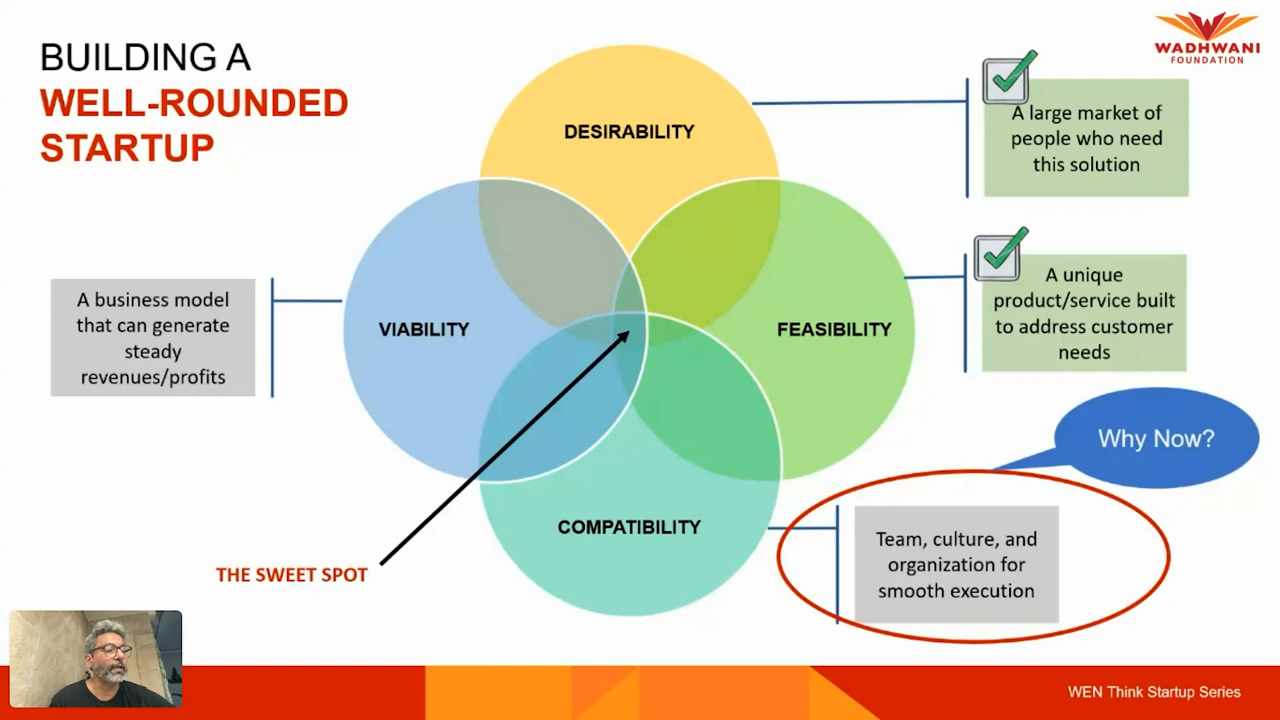 BUILDING A
WELL-ROUNDED
STARTUP
WADHWANI
FOUNDATION
DESIRABILITY
A large market of
people who need
this solution
VIABILITY
FEASIBILITY
A business model
that can generate
steady
revenues/profits
A unique
product/service built
to address customer
needs
Why Now?
COMPATIBILITY
Team, culture, and
organization for
smooth execution
THE SWEET SPOT
WEN Think Startup Series